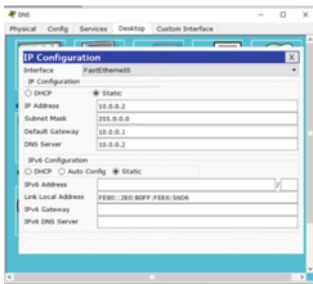 DNS
Physical Config Services Desktop Custom Interface
IP Configuration X
Interface FastEthernet0
IP Configuration
DHCP Static
IP Address 10.0.0.2
Subnet Mask 255.0.0.0
Default Gateway 10.0.0.1
DNS Server 10.0.0.2
IPv6 Configuration
DHCP Auto Config Static
IPv6 Address /
Link Local Address FE80::2E0:B0FF:FEE6:
IPv6 Gateway
IPv6 DNS Server